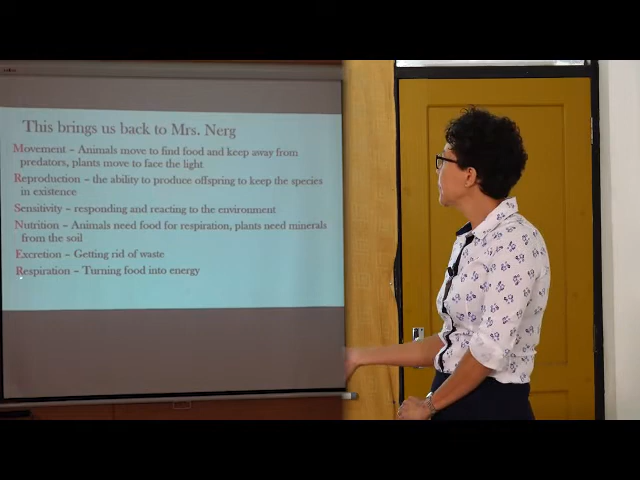 This brings us back to Mrs. Nerg
Movement – Animals move to find food and keep away from
predators, plants move to face the light
Reproduction – the ability to produce offspring to keep the species
in existence
Sensitivity – responding and reacting to the environment
Nutrition – Animals need food for respiration, plants need minerals
from the soil
Excretion – Getting rid of waste
Respiration – Turning food into energy